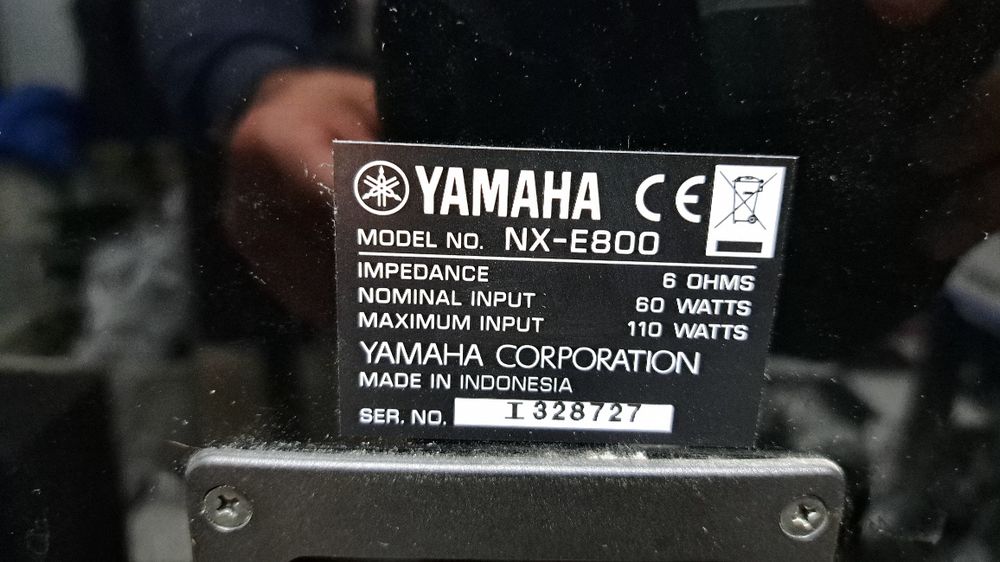 YAMAHA CE
MODEL NO. NX-E800
IMPEDANCE 6 OHMS
NOMINAL INPUT 60 WATTS
MAXIMUM INPUT 110 WATTS
YAMAHA CORPORATION
MADE IN INDONESIA
SER. NO. I328727